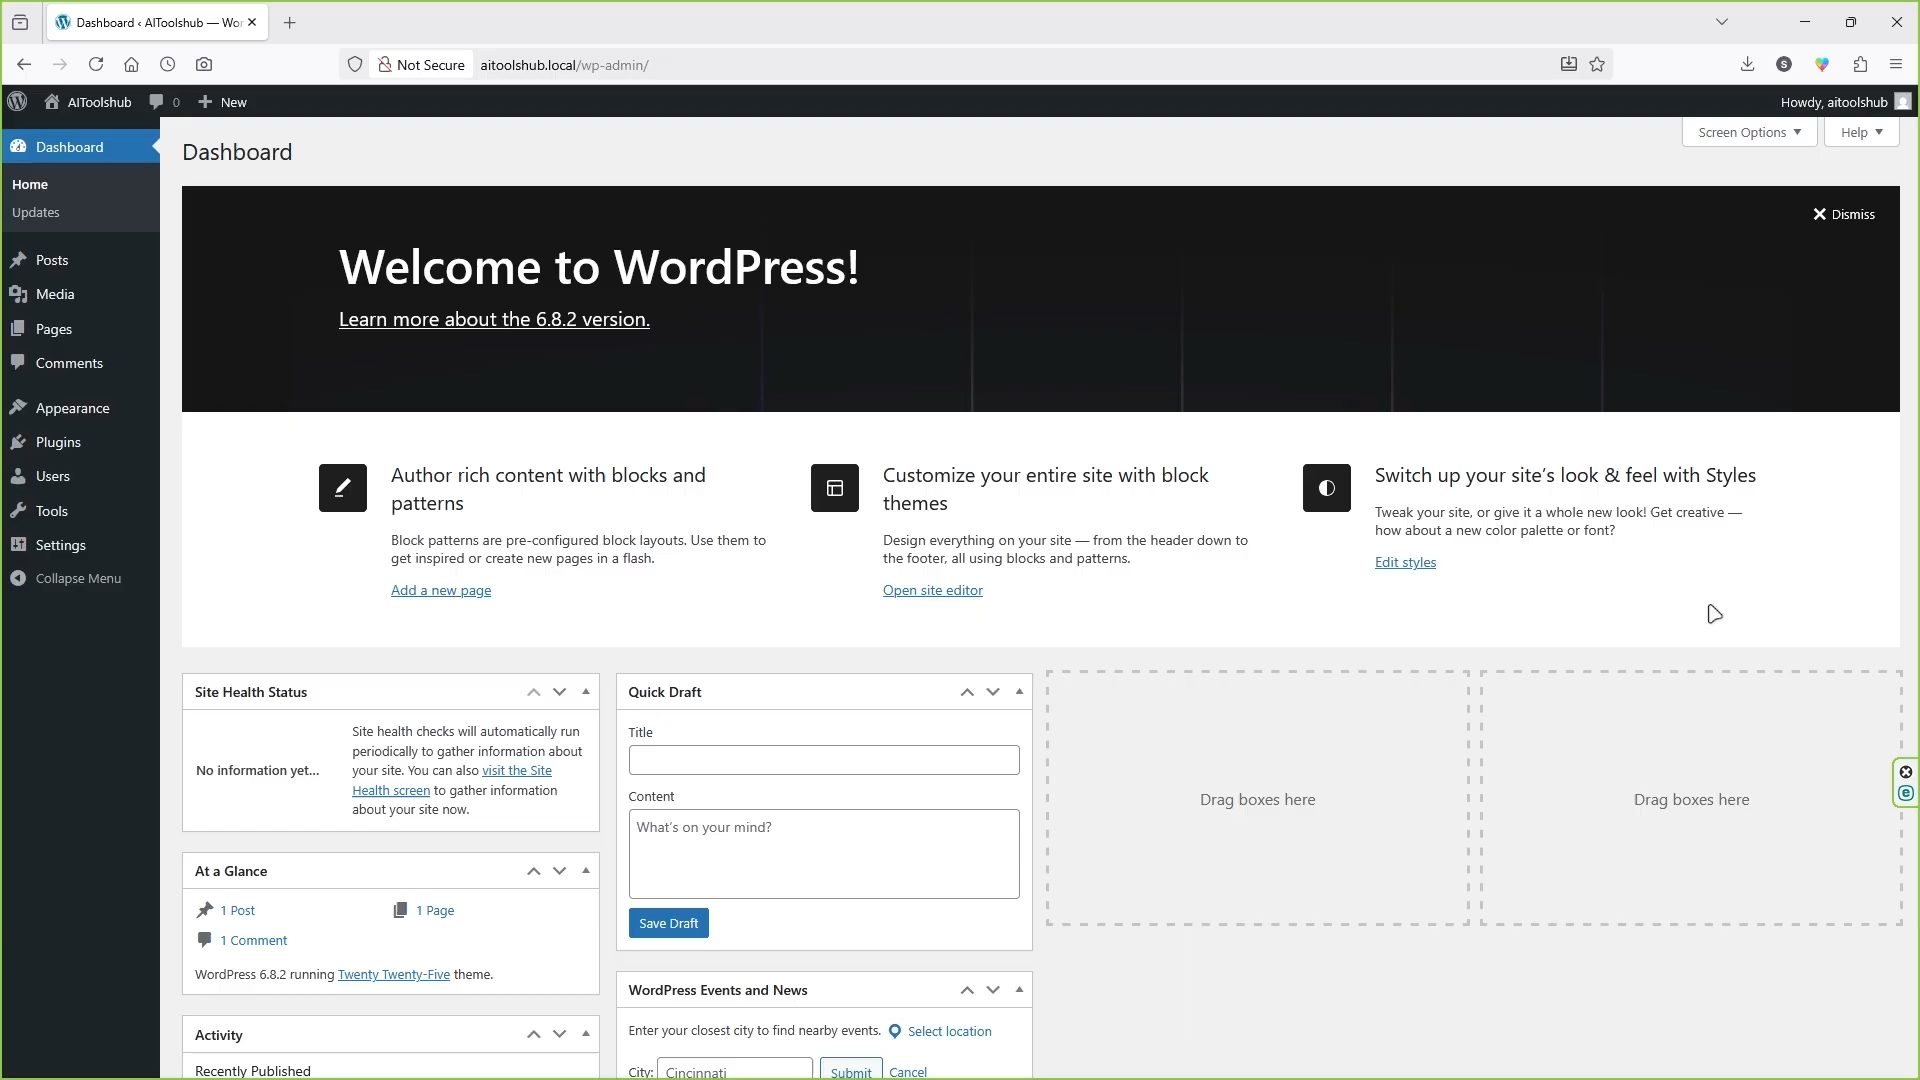 Dashboard ‹ AIToolshub — Wor
Not Secure
aitoolshub.local/wp-admin/
S
AIToolshub
0
New
Howdy, aitoolshub
Dashboard
Home
Updates
Posts
Media
Pages
Comments
Appearance
Plugins
Users
Tools
Settings
Collapse Menu
Screen Options
Help
Dashboard
Dismiss
Welcome to WordPress!
Learn more about the 6.8.2 version.
Author rich content with blocks and
patterns
Block patterns are pre-configured block layouts. Use them to
get inspired or create new pages in a flash.
Add a new page
Customize your entire site with block
themes
Design everything on your site — from the header down to
the footer, all using blocks and patterns.
Open site editor
Switch up your site’s look & feel with Styles
Tweak your site, or give it a whole new look! Get creative —
how about a new color palette or font?
Edit styles
Site Health Status
No information yet...
Site health checks will automatically run
periodically to gather information about
your site. You can also visit the Site
Health screen to gather information
about your site now.
At a Glance
1 Post
1 Page
1 Comment
WordPress 6.8.2 running Twenty Twenty-Five theme.
Activity
Recently Published
Quick Draft
Title
Content
What’s on your mind?
Save Draft
WordPress Events and News
Enter your closest city to find nearby events.
Select location
City:
Cincinnati
Submit
Cancel
Drag boxes here
Drag boxes here